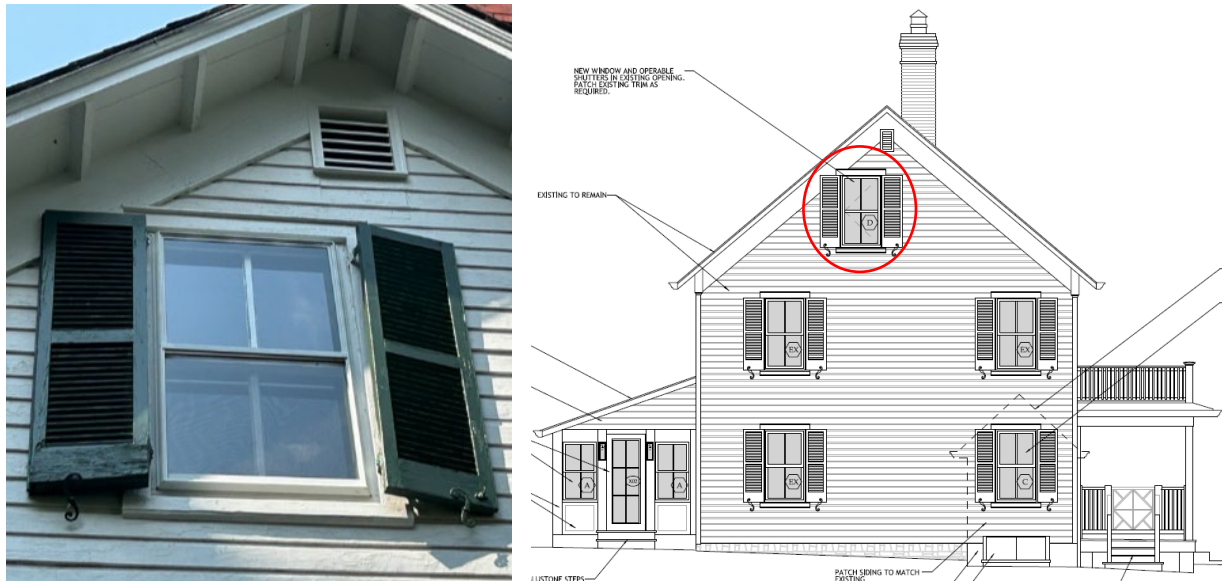 NEW WINDOW AND OPERABLE
SHUTTERS IN EXISTING OPENING.
PATCH EXISTING TRIM AS
REQUIRED.
EXISTING TO REMAIN
D
EX
EX
A
X02
A
EX
C
LUSTONE STEPS
PATCH SIDING TO MATCH
EXISTING